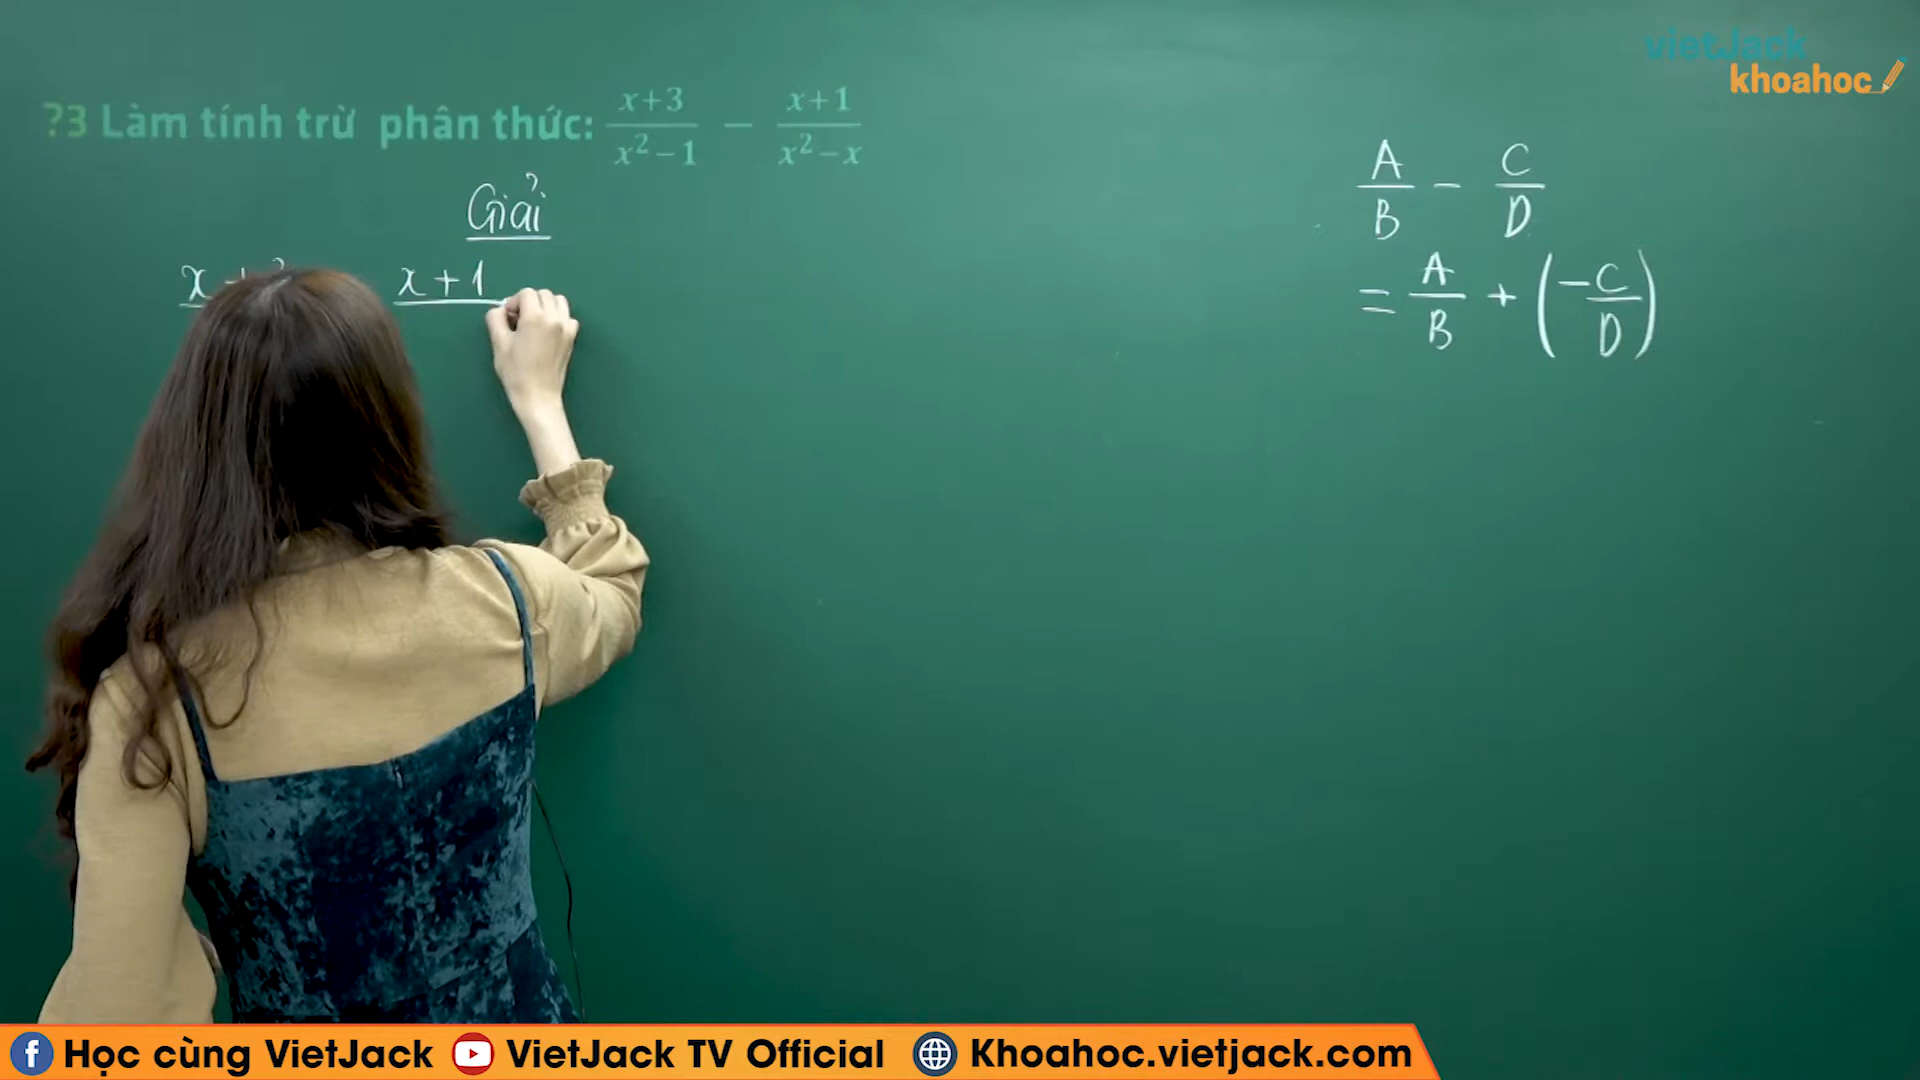 vietJack
khoahoc
?3 Làm tính trừ phân thức: x+3/x²−1 − x+1/x²−x
Giải
x + x + 1
A/B − C/D
= A/B + (−C/D)
Học cùng VietJack VietJack TV Official Khoahoc.vietjack.com